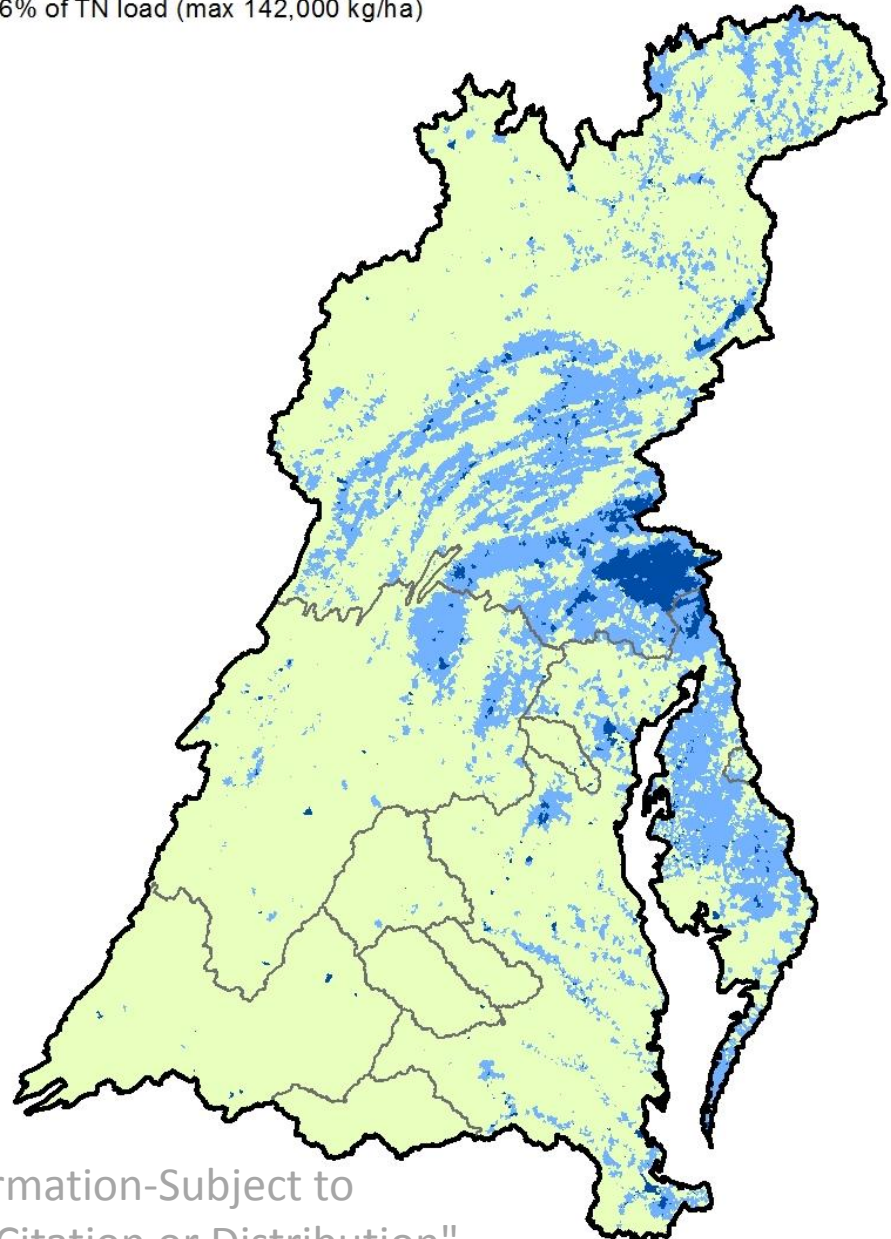 6% of TN load (max 142,000 kg/ha)
rmation-Subject to
Citation or Distribution"